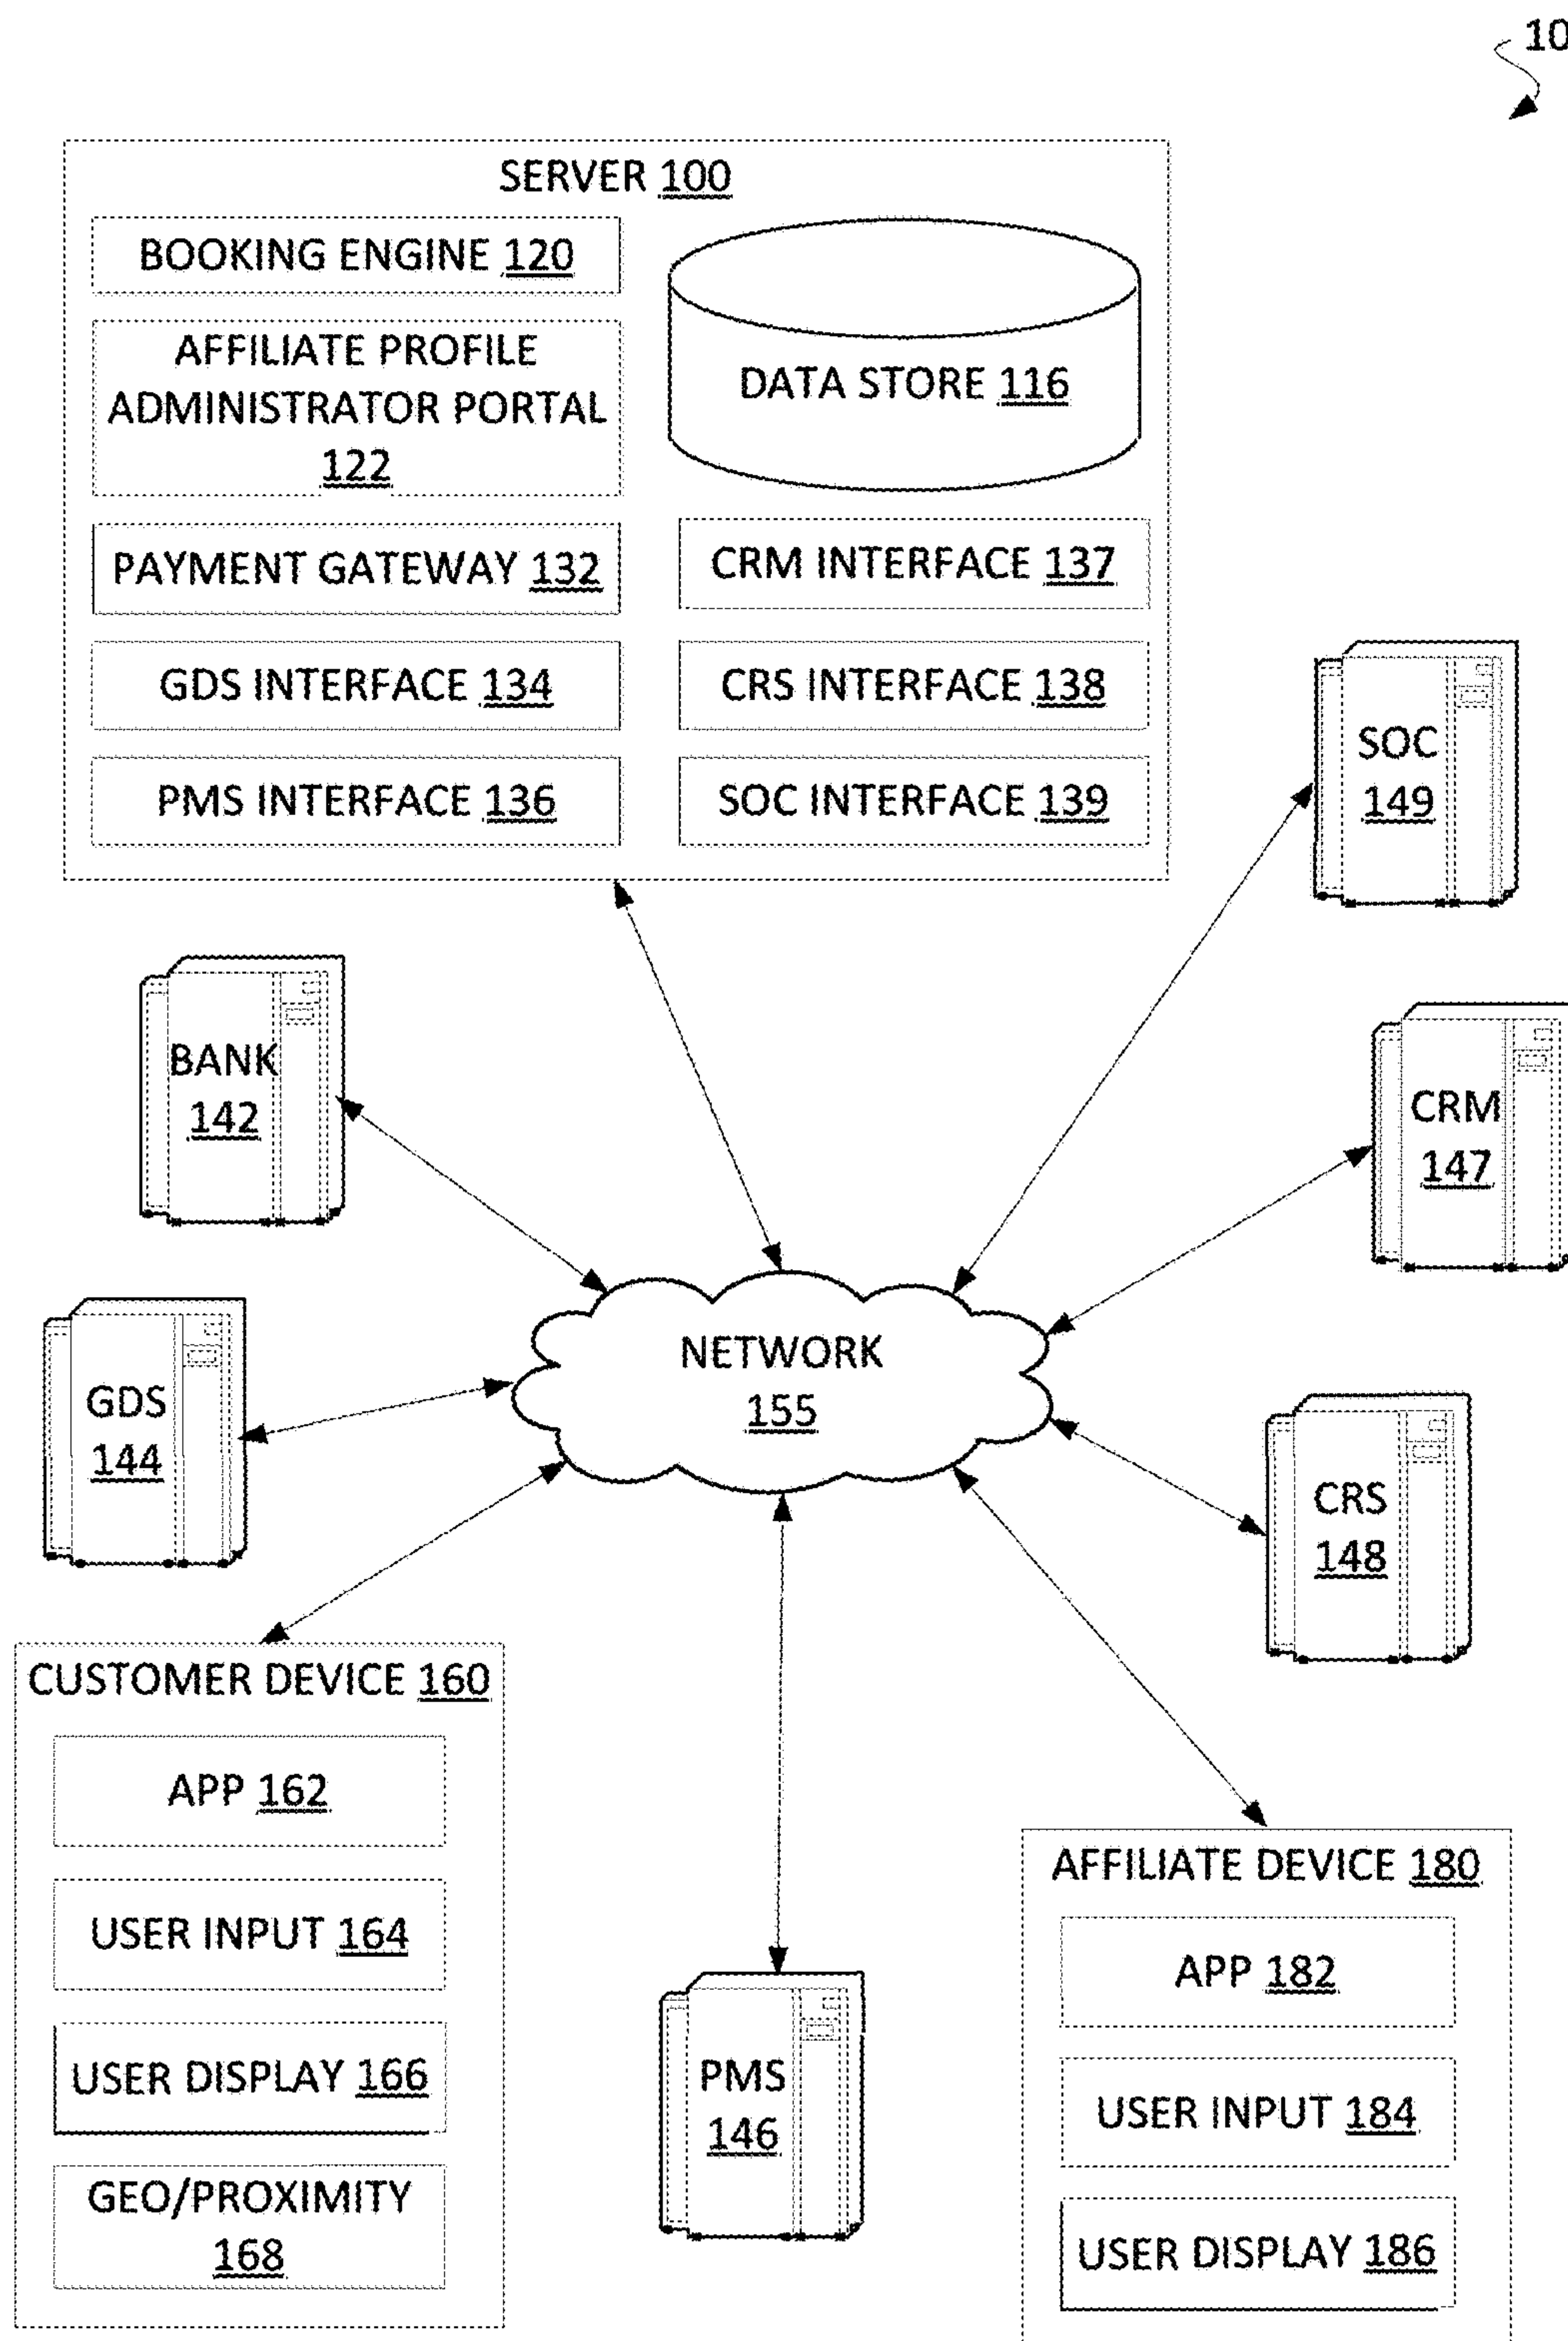 10
SERVER 100
BOOKING ENGINE 120
AFFILIATE PROFILE
ADMINISTRATOR PORTAL
122
DATA STORE 116
PAYMENT GATEWAY 132
CRM INTERFACE 137
GDS INTERFACE 134
CRS INTERFACE 138
PMS INTERFACE 136
SOC INTERFACE 139
SOC
149
BANK
142
CRM
147
NETWORK
155
GDS
144
CRS
148
CUSTOMER DEVICE 160
APP 162
USER INPUT 164
USER DISPLAY 166
GEO/PROXIMITY
168
PMS
146
AFFILIATE DEVICE 180
APP 182
USER INPUT 184
USER DISPLAY 186